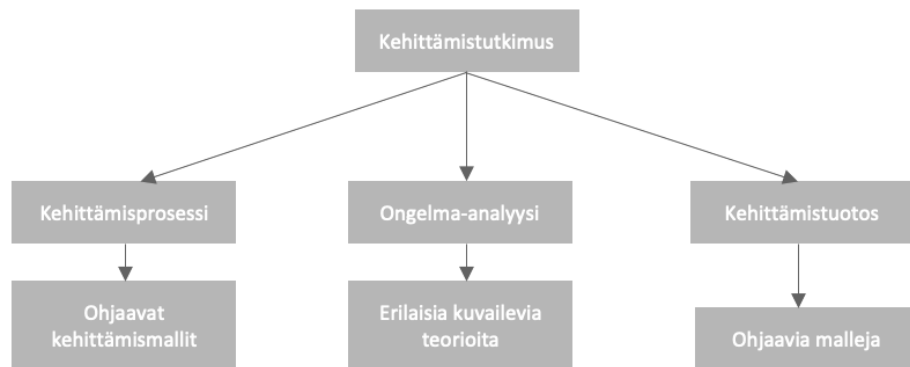 Kehittämistutkimus
Kehittämisprosessi
Ongelma-analyysi
Kehittämistuotos
Ohjaavat
kehittämismallit
Erilaisia kuvailevia
teorioita
Ohjaavia malleja